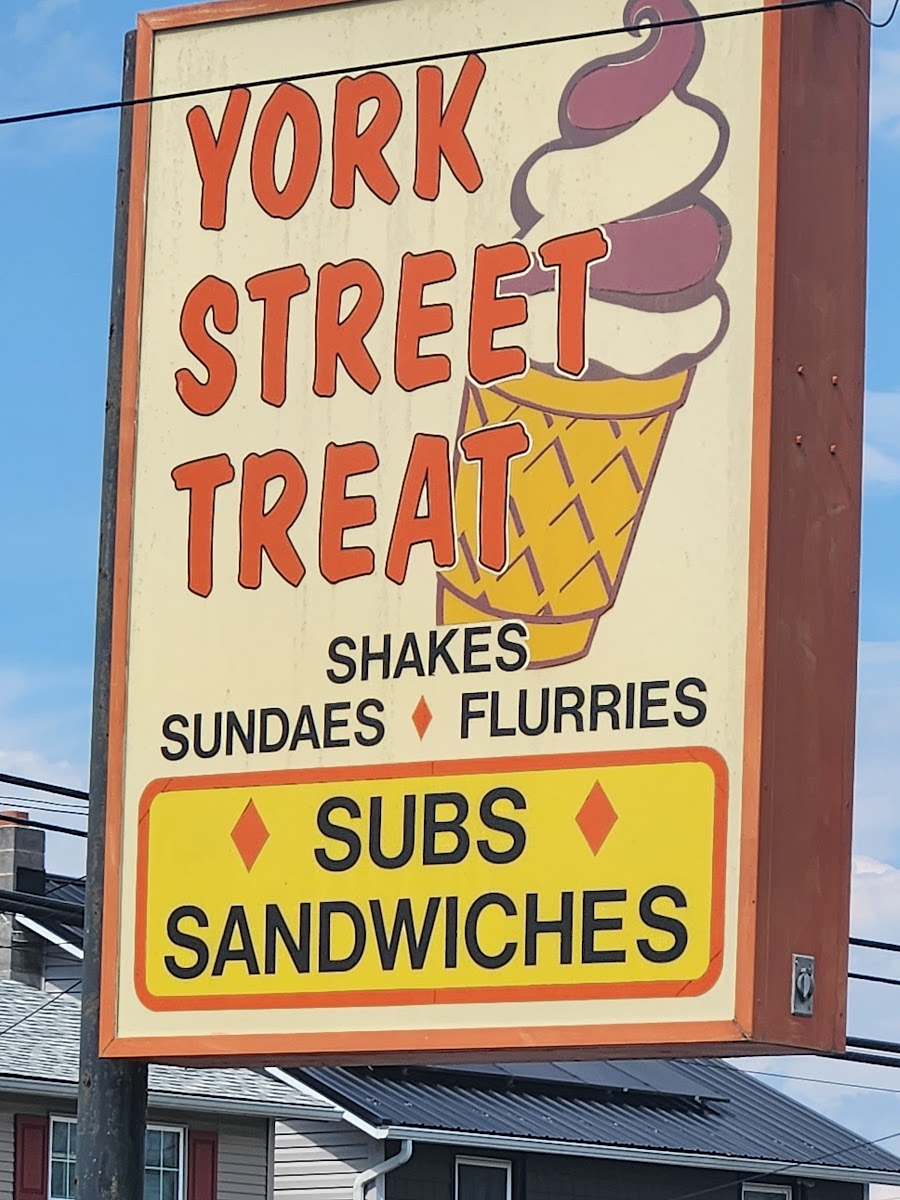 YORK
STREET
TREAT
SHAKES
SUNDAES ♦ FLURRIES
♦ SUBS ♦
SANDWICHES